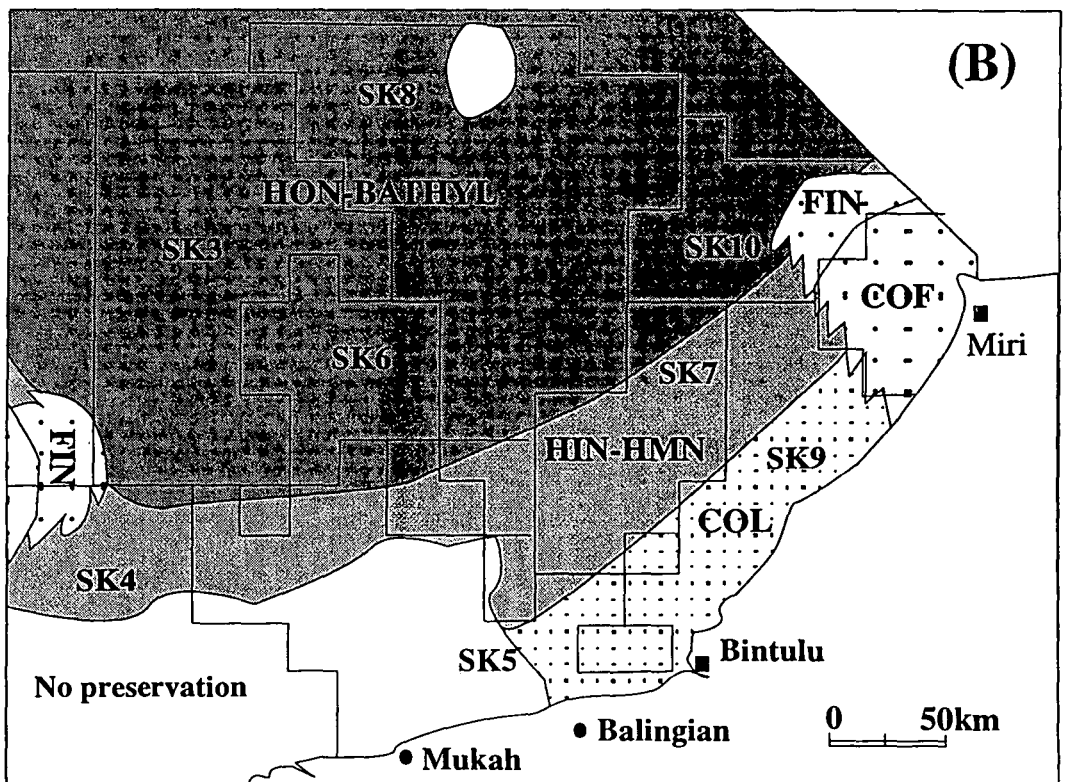 (B)
SK8
HON-BATHYL
FIN
SK3
SK10
COF
Miri
SK6
SK7
FIN
HIN-HMN
SK9
COL
SK4
SK5
Bintulu
No preservation
0 50km
Balingian
Mukah